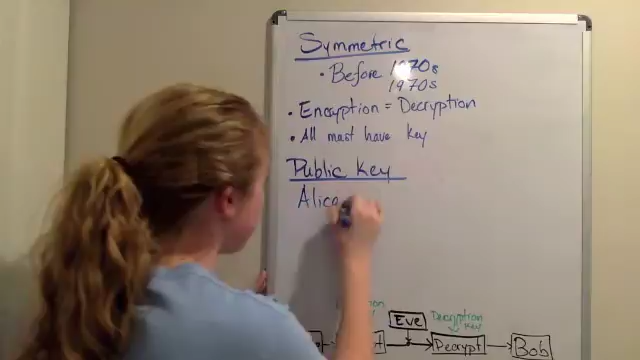 Symmetric
• Before 1970s
1970s
• Encryption = Decryption
• All must have key
Public Key
Alice
Eve
Decryption
key
Decrypt
Bob